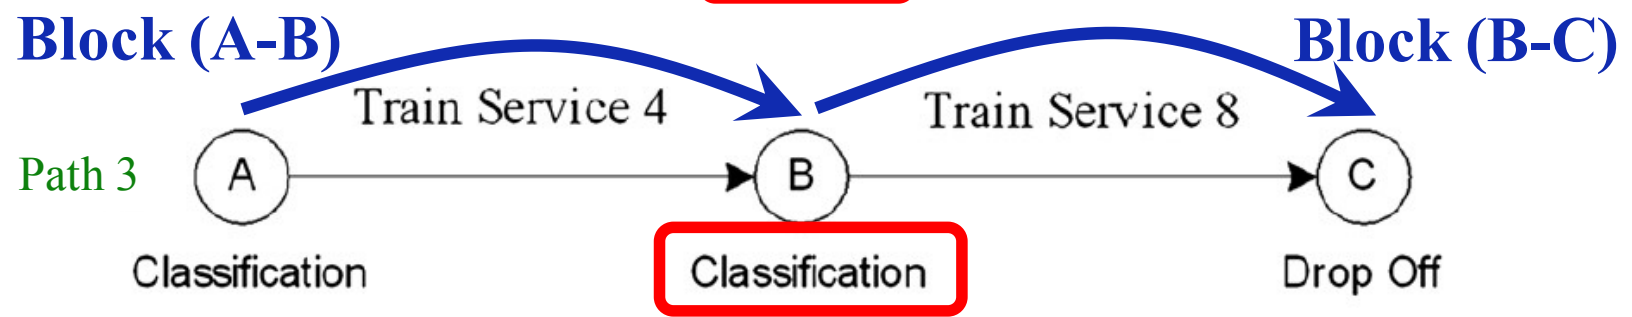 Block (A-B)
Block (B-C)
Train Service 4
Train Service 8
Path 3
A
B
C
Classification
Classification
Drop Off